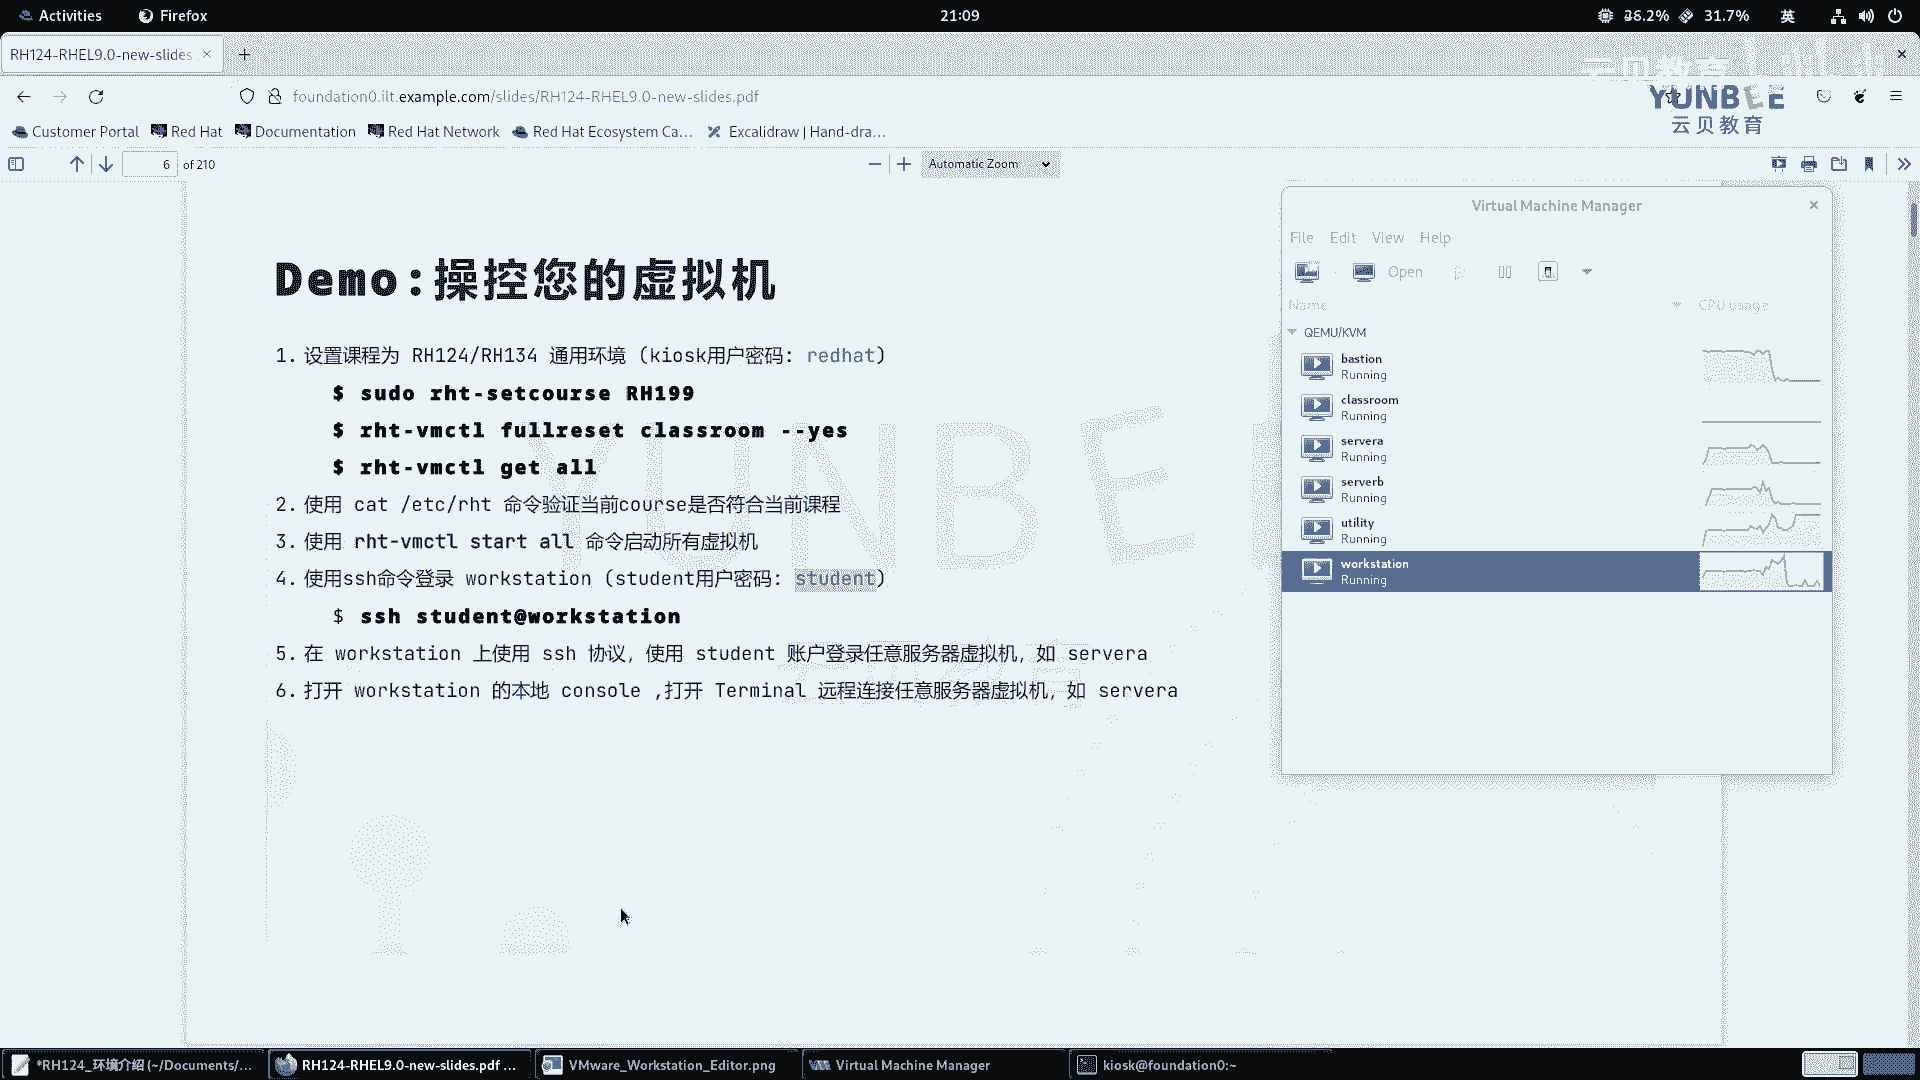 Activities
Firefox
21:09
31.7%
英
RH124-RHEL9.0-new-slides
foundation0.ilt.example.com/slides/RH124-RHEL9.0-new-slides.pdf
YUNBEE
云贝教育
Customer Portal
Red Hat
Documentation
Red Hat Network
Red Hat Ecosystem Ca...
Excalidraw | Hand-dra...
6 of 210
Automatic Zoom
Demo:操控您的虚拟机
1. 设置课程为 RH124/RH134 通用环境 (kiosk用户密码: redhat)
$ sudo rht-setcourse RH199
$ rht-vmctl fullreset classroom --yes
$ rht-vmctl get all
2. 使用 cat /etc/rht 命令验证当前course是否符合当前课程
3. 使用 rht-vmctl start all 命令启动所有虚拟机
4. 使用ssh命令登录 workstation (student用户密码: student)
$ ssh student@workstation
5. 在 workstation 上使用 ssh 协议, 使用 student 账户登录任意服务器虚拟机, 如 servera
6. 打开 workstation 的本地 console ,打开 Terminal 远程连接任意服务器虚拟机, 如 servera
Virtual Machine Manager
File Edit View Help
Open
Name
CPU usage
QEMU/KVM
bastion
Running
classroom
Running
servera
Running
serverb
Running
utility
Running
workstation
Running
*RH124_环境介绍 (~/Documents/...
RH124-RHEL9.0-new-slides.pdf ...
VMware_Workstation_Editor.png
Virtual Machine Manager
kiosk@foundation0:~